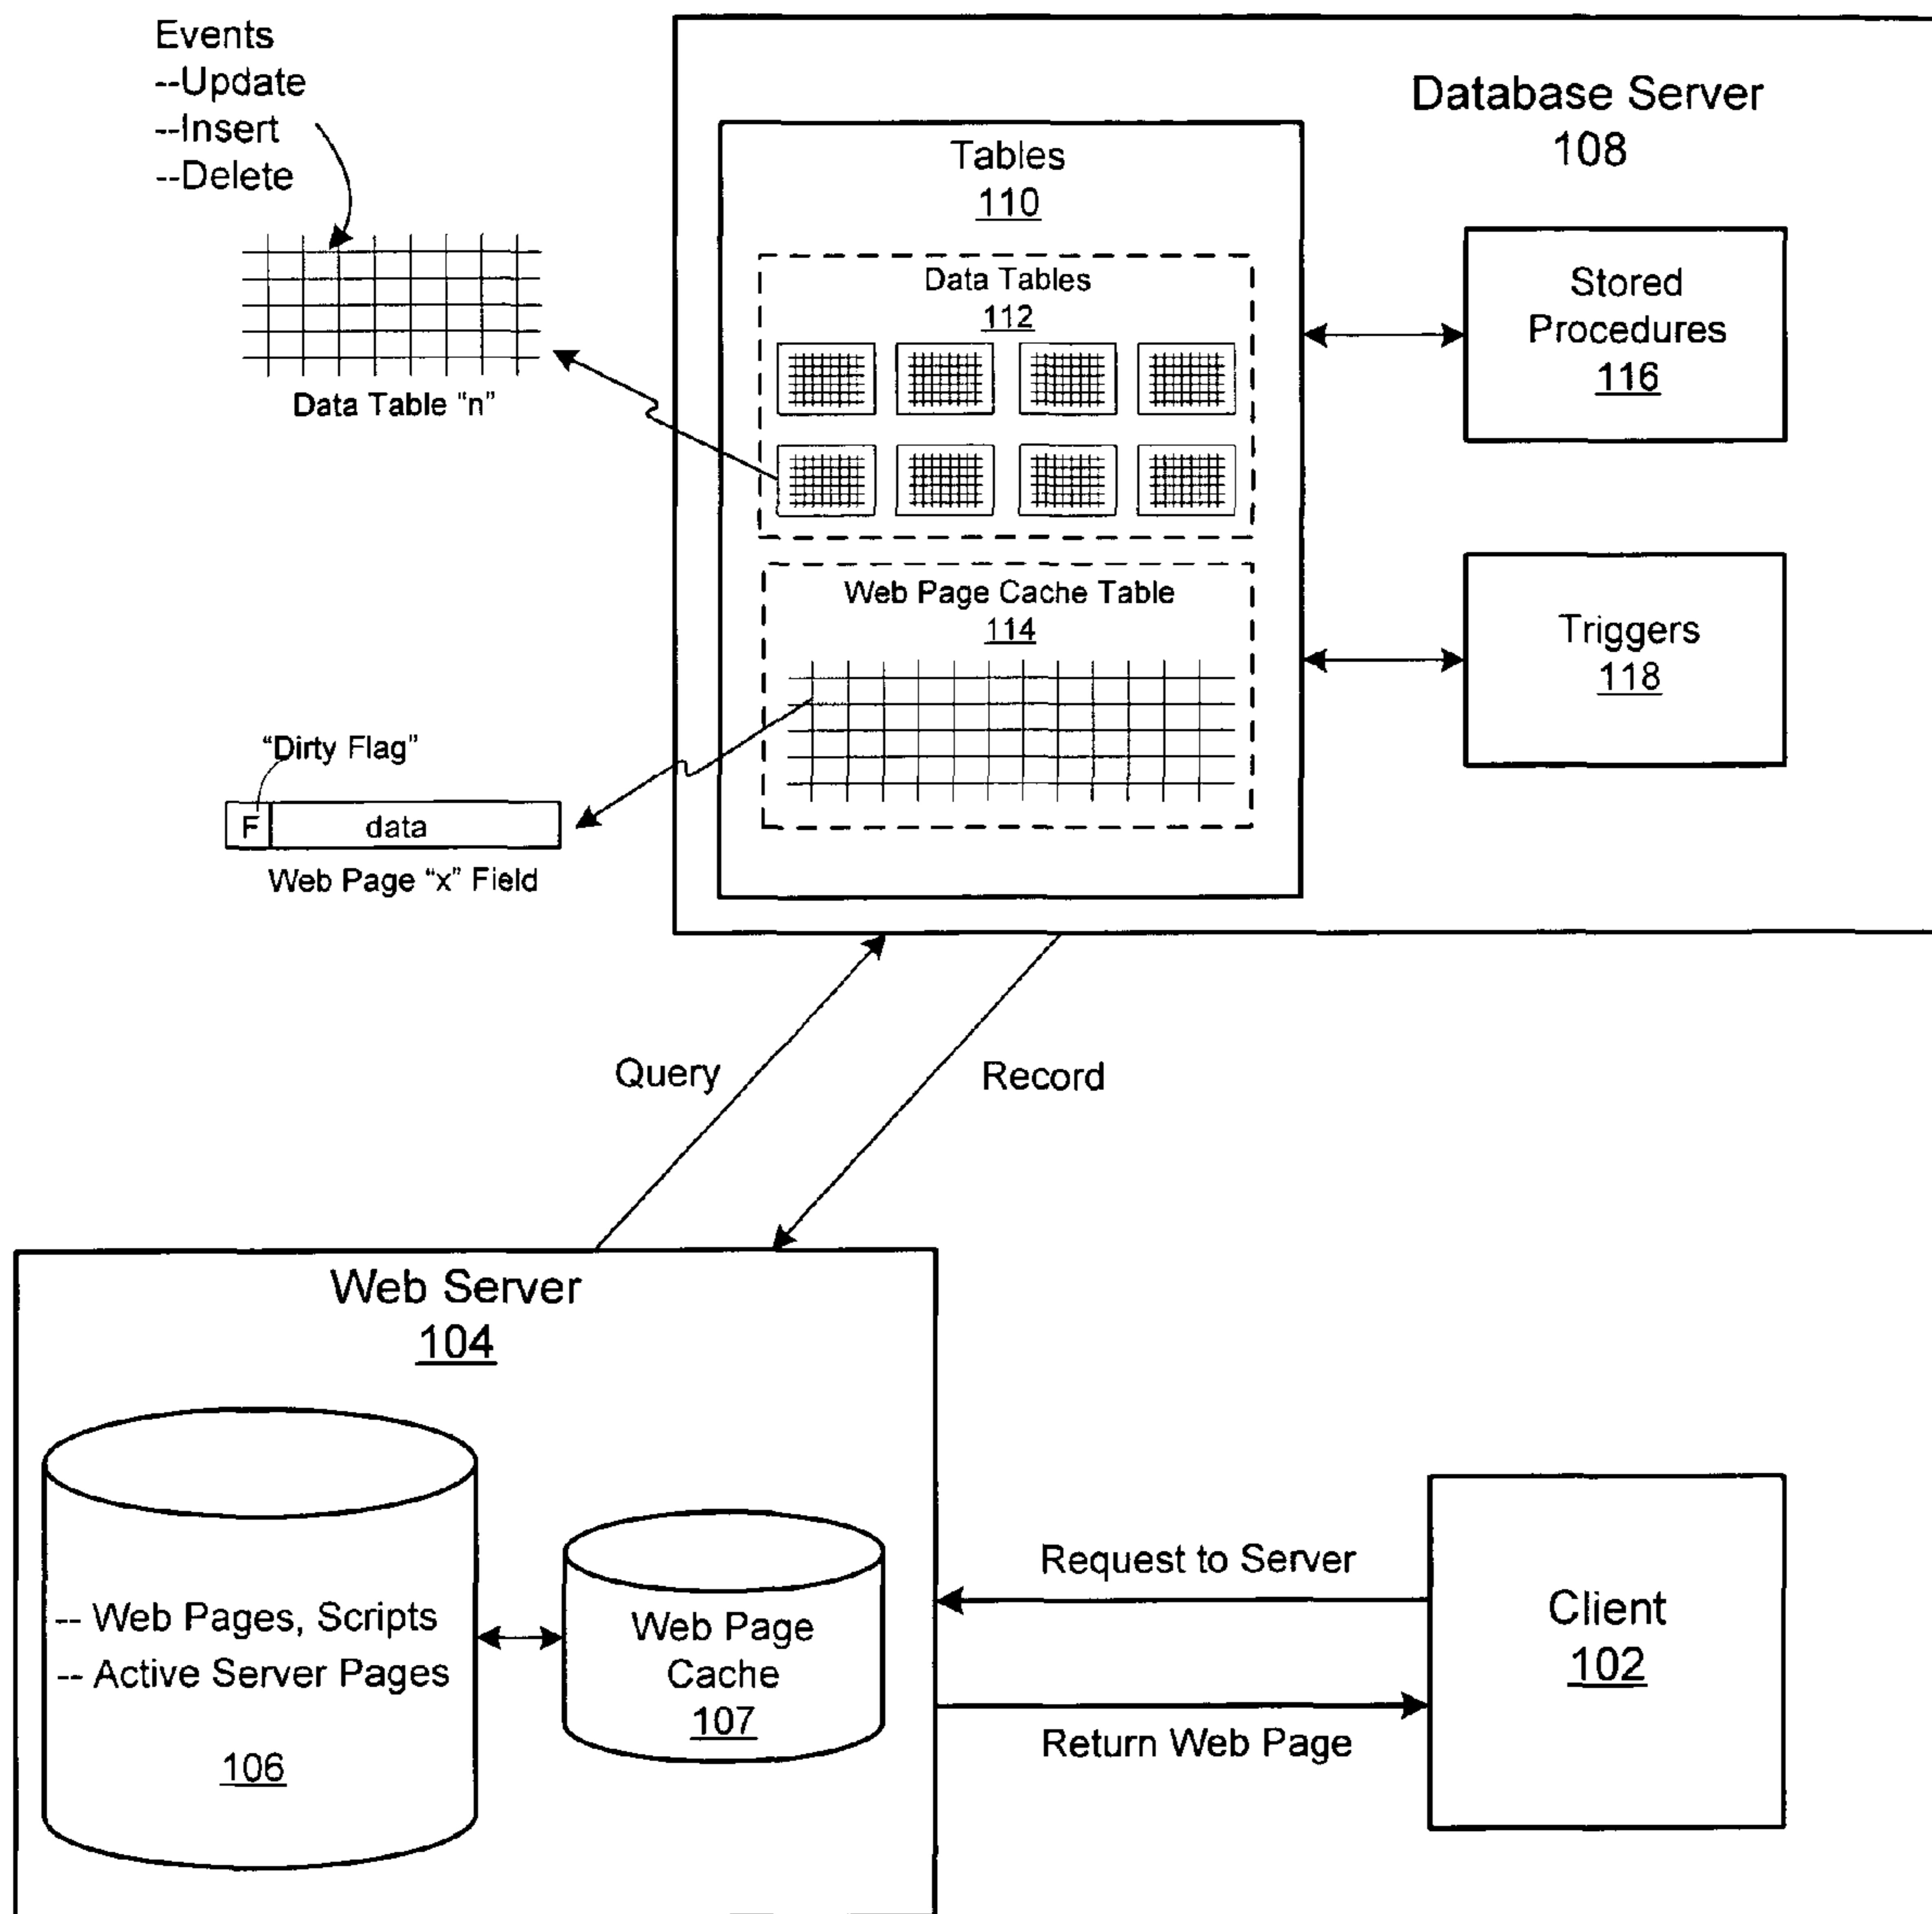 Events
--Update
--Insert
--Delete
Data Table "n"
Database Server
108
Tables
110
Data Tables
112
Web Page Cache Table
114
Stored
Procedures
116
Triggers
118
"Dirty Flag"
F
data
Web Page "x" Field
Query
Record
Web Server
104
-- Web Pages, Scripts
-- Active Server Pages
106
Web Page
Cache
107
Request to Server
Return Web Page
Client
102